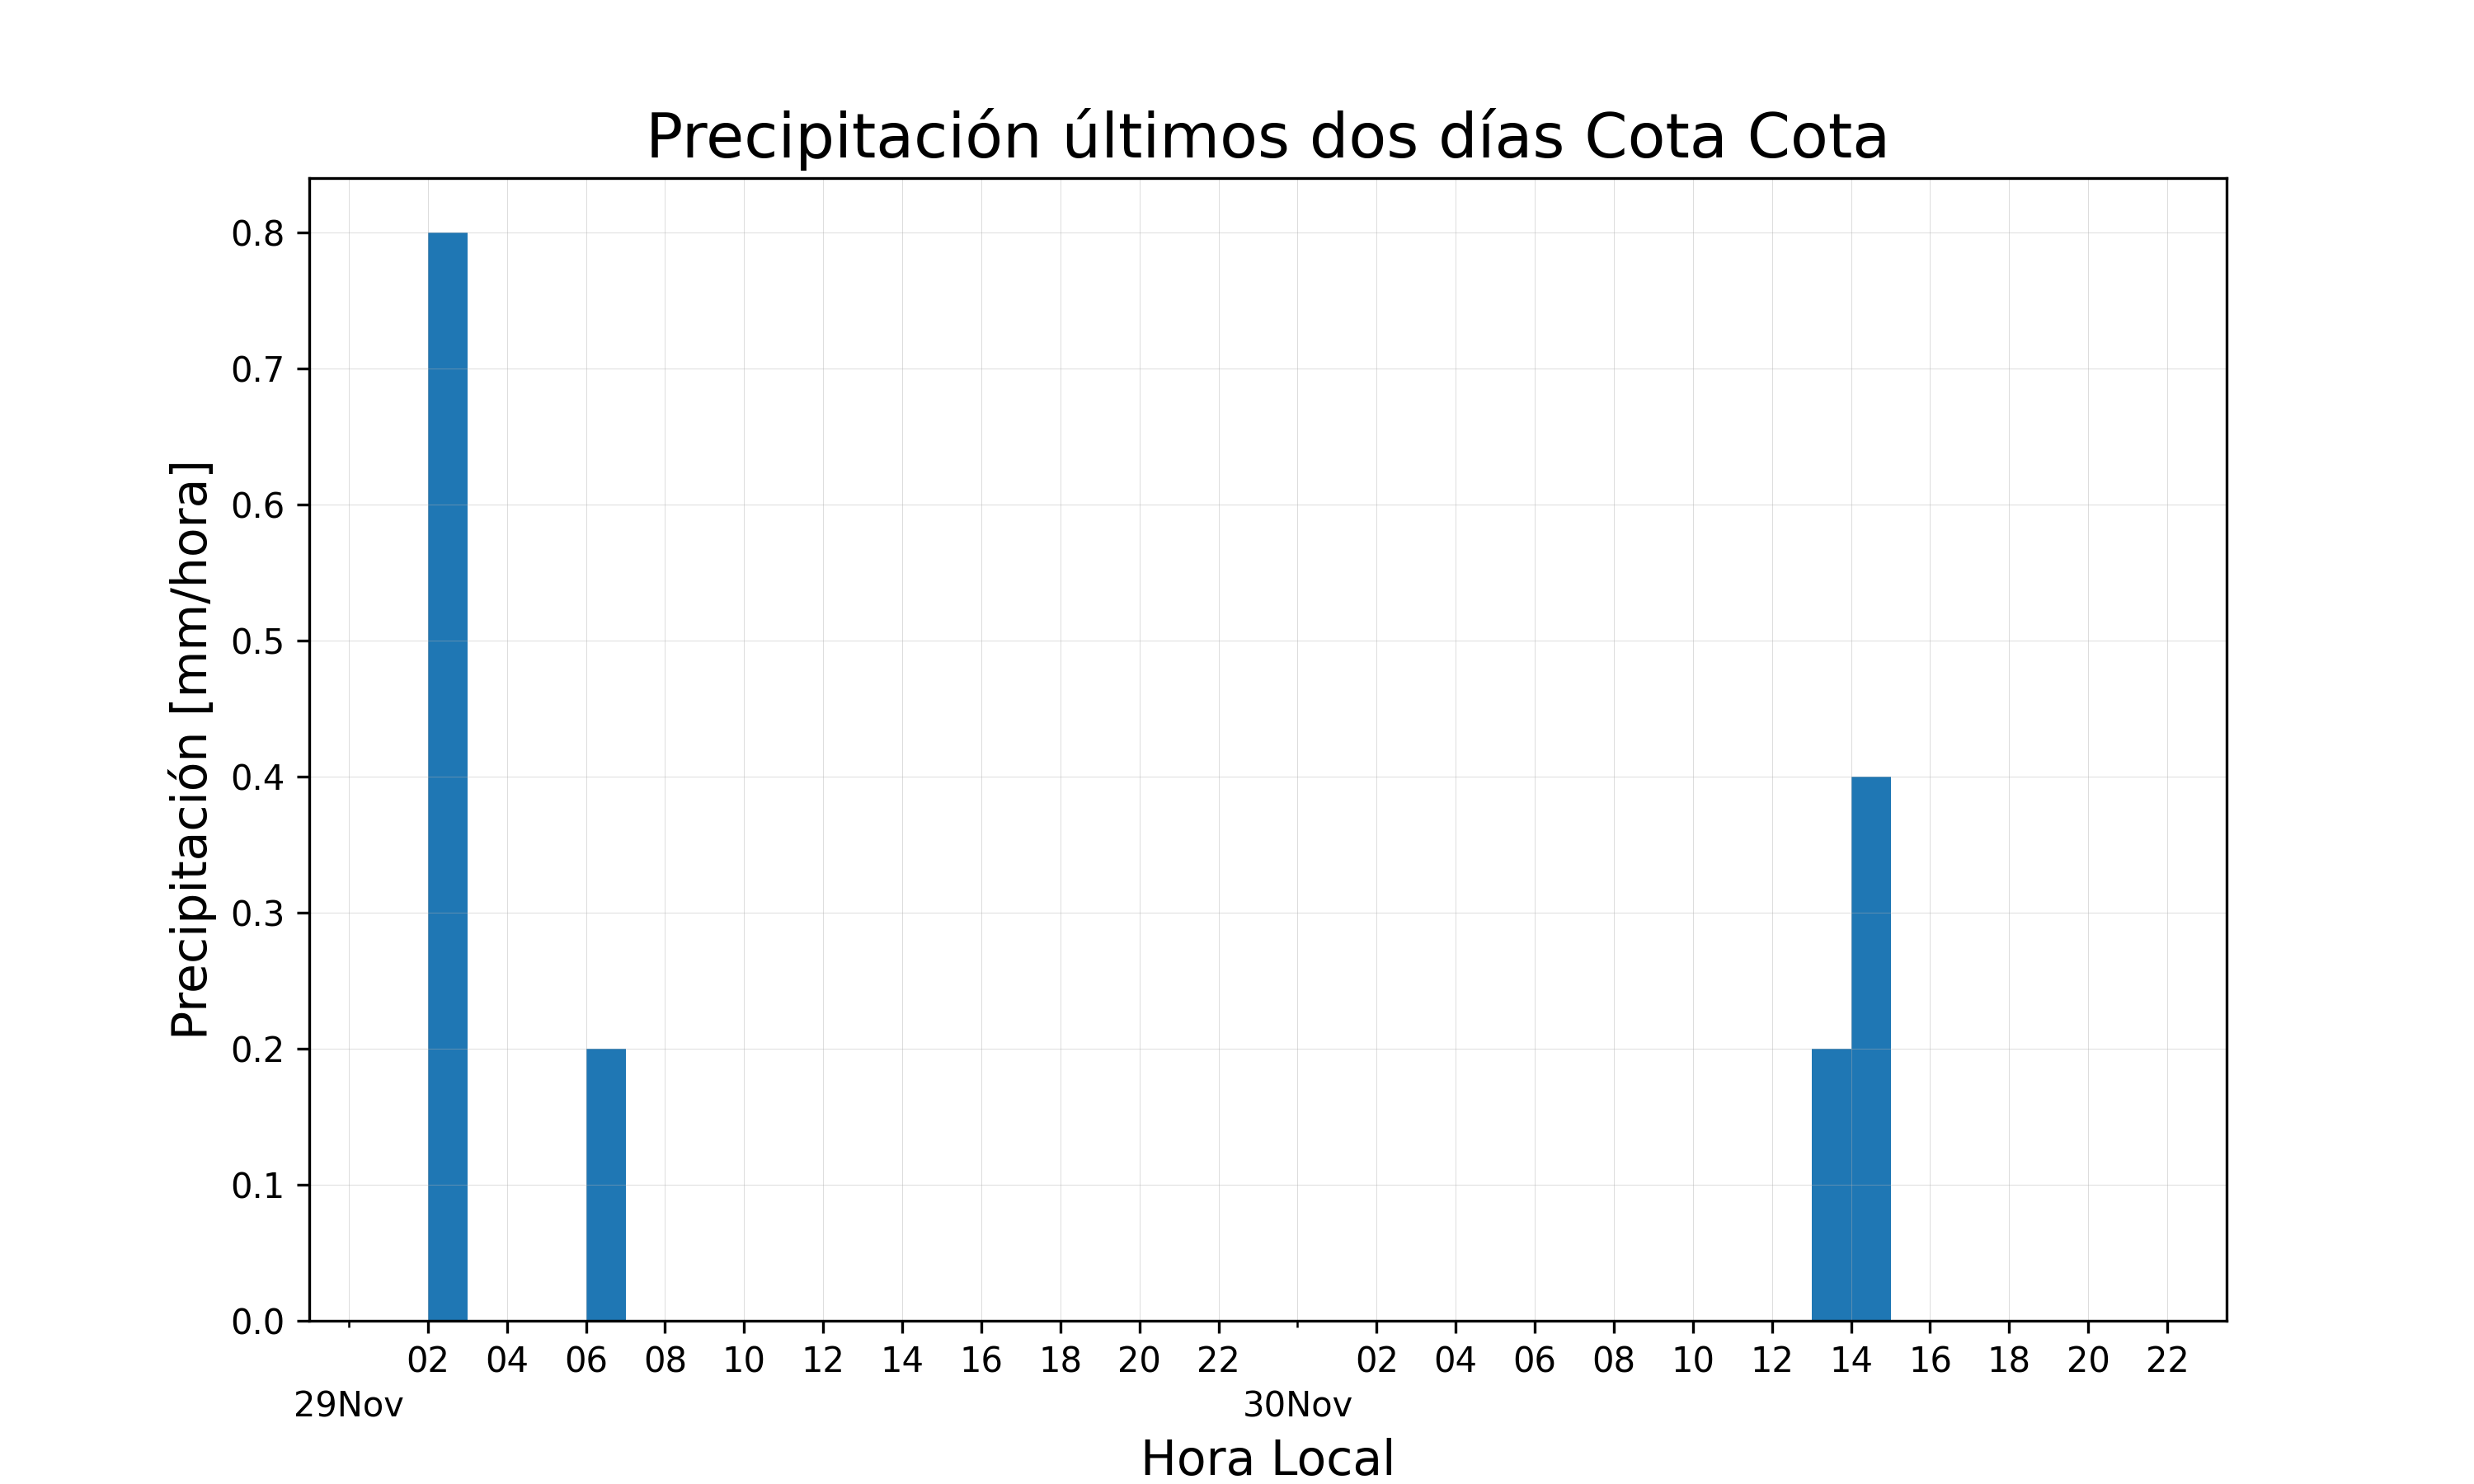 Precipitación últimos dos días Cota Cota
Precipitación [mm/hora]
0.8
0.7
0.6
0.5
0.4
0.3
0.2
0.1
0.0
02 04 06 08 10 12 14 16 18 20 22 02 04 06 08 10 12 14 16 18 20 22
29Nov 30Nov
Hora Local